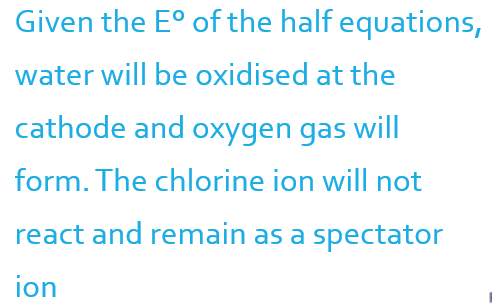 Given the E° of the half equations,
water will be oxidised at the
cathode and oxygen gas will
form. The chlorine ion will not
react and remain as a spectator
ion